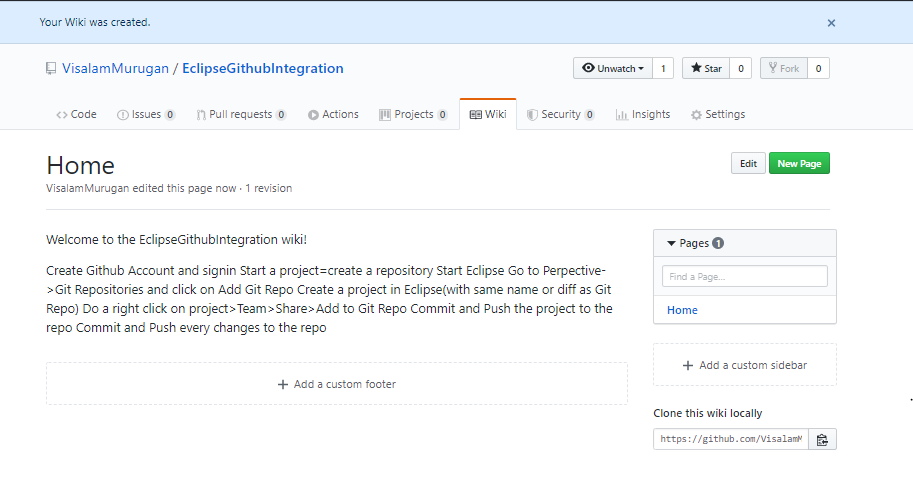 Your Wiki was created.
VisalamMurugan / EclipseGithubIntegration
Unwatch 1 Star 0 Fork 0
Code Issues 0 Pull requests 0 Actions Projects 0 Wiki Security 0 Insights Settings
Home
Edit New Page
VisalamMurugan edited this page now · 1 revision
Welcome to the EclipseGithubIntegration wiki!
Create Github Account and signin Start a project=create a repository Start Eclipse Go to Perpective-
>Git Repositories and click on Add Git Repo Create a project in Eclipse(with same name or diff as Git
Repo) Do a right click on project>Team>Share>Add to Git Repo Commit and Push the project to the
repo Commit and Push every changes to the repo
+ Add a custom footer
Pages 1
Find a Page...
Home
+ Add a custom sidebar
Clone this wiki locally
https://github.com/VisalamM